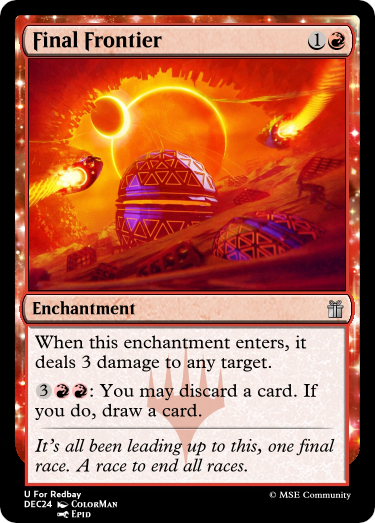 Final Frontier 1
Enchantment
When this enchantment enters, it
deals 3 damage to any target.
3: You may discard a card. If
you do, draw a card.
It's all been leading up to this, one final
race. A race to end all races.
U For Redbay
DEC24 ColorMan
Epid
© MSE Community